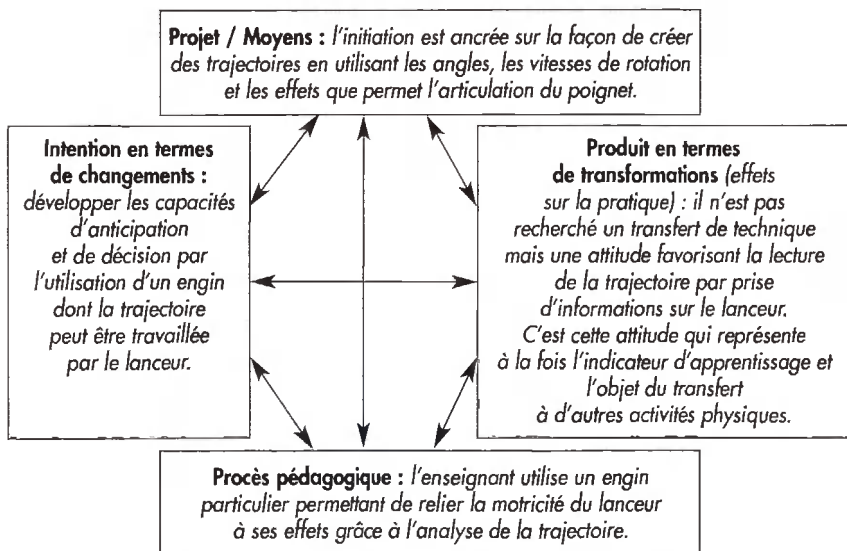 Projet / Moyens : l'initiation est ancrée sur la façon de créer
des trajectoires en utilisant les angles, les vitesses de rotation
et les effets que permet l'articulation du poignet.
Intention en termes
de changements :
développer les capacités
d'anticipation
et de décision par
l'utilisation d'un engin
dont la trajectoire
peut être travaillée
par le lanceur.
Produit en termes
de transformations (effets
sur la pratique) : il n'est pas
recherché un transfert de technique
mais une attitude favorisant la lecture
de la trajectoire par prise
d'informations sur le lanceur.
C'est cette attitude qui représente
à la fois l'indicateur d'apprentissage et
l'objet du transfert
à d'autres activités physiques.
Procès pédagogique : l'enseignant utilise un engin
particulier permettant de relier la motricité du lanceur
à ses effets grâce à l'analyse de la trajectoire.